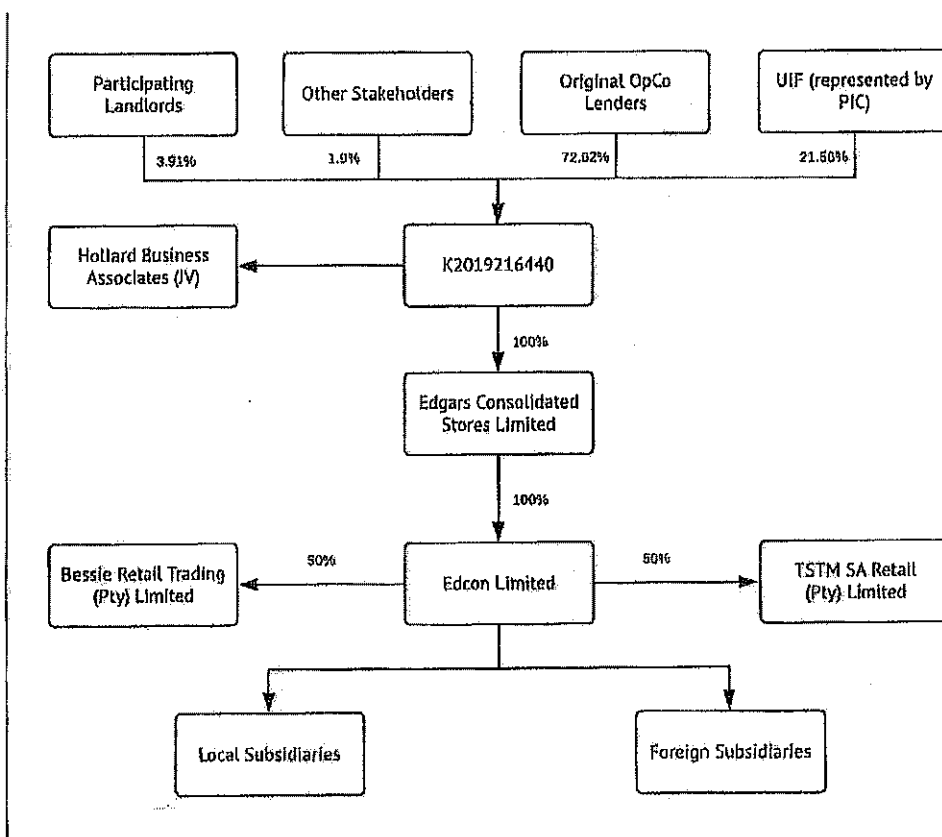 Participating
Landlords
Other Stakeholders
Original OpCo
Lenders
UIF (represented by
PIC)
3.91%
1.9%
72.02%
21.50%
Hollard Business
Associates (JV)
K2019216440
100%
Edgars Consolidated
Stores Limited
100%
Bessie Retail Trading
(Pty) Limited
50%
Edcon Limited
50%
TSTM SA Retail
(Pty) Limited
Local Subsidiaries
Foreign Subsidiaries